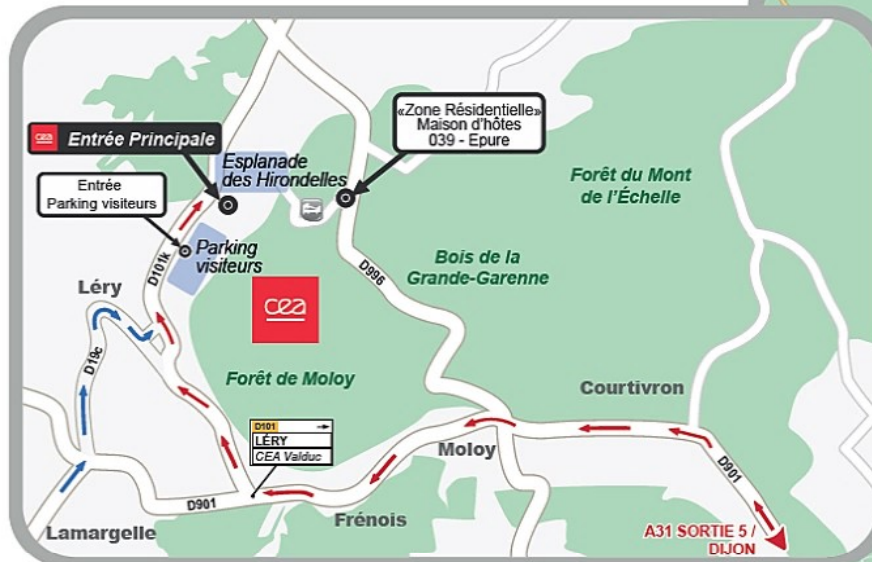 cea Entrée Principale
Entrée
Parking visiteurs
Esplanade
des Hirondelles
«Zone Résidentielle»
Maison d'hôtes
039 - Epure
Forêt du Mont
de l'Échelle
Parking
visiteurs
D101k
Bois de la
Grande-Garenne
D996
Léry
cea
D19c
Forêt de Moloy
Courtivron
D101
LÉRY
CEA Valduc
Moloy
D901
D901
Lamargelle
Frénois
A31 SORTIE 5 /
DIJON